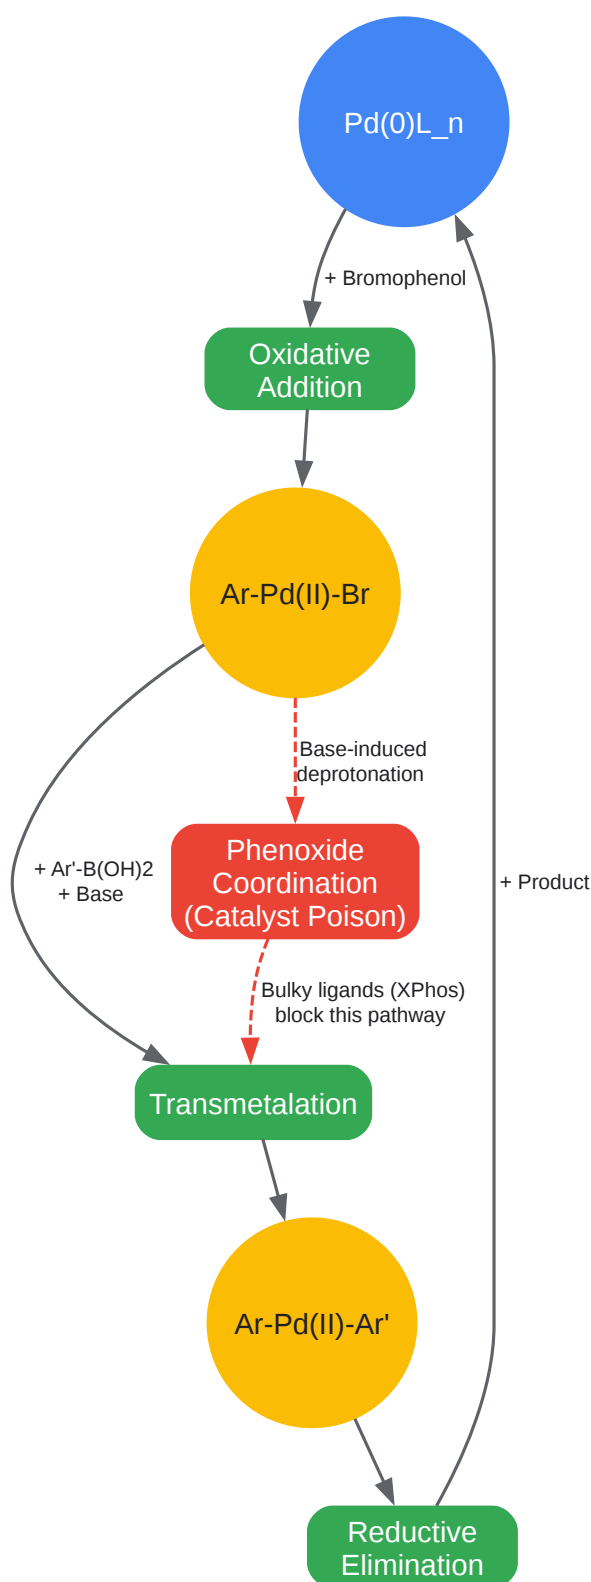 Pd(0)L_n
+ Bromophenol
Oxidative
Addition
Ar-Pd(II)-Br
Base-induced
deprotonation
Phenoxide
Coordination
(Catalyst Poison)
+ Ar'-B(OH)2
+ Base
+ Product
Bulky ligands (XPhos)
block this pathway
Transmetalation
Ar-Pd(II)-Ar'
Reductive
Elimination